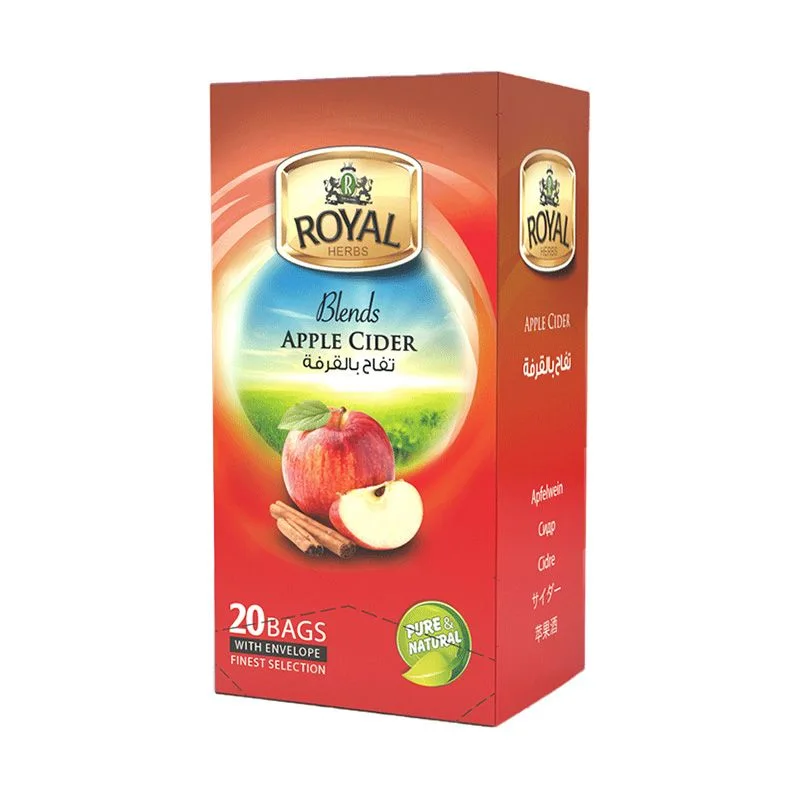 R
ROYAL
HERBS
Blends
APPLE CIDER
تفاح بالقرفة
20 BAGS
WITH ENVELOPE
FINEST SELECTION
PURE &
NATURAL
ROYAL
HERBS
APPLE CIDER
تفاح بالقرفة
Apfelwein
Сидр
Cidre
サイダー
苹果酒